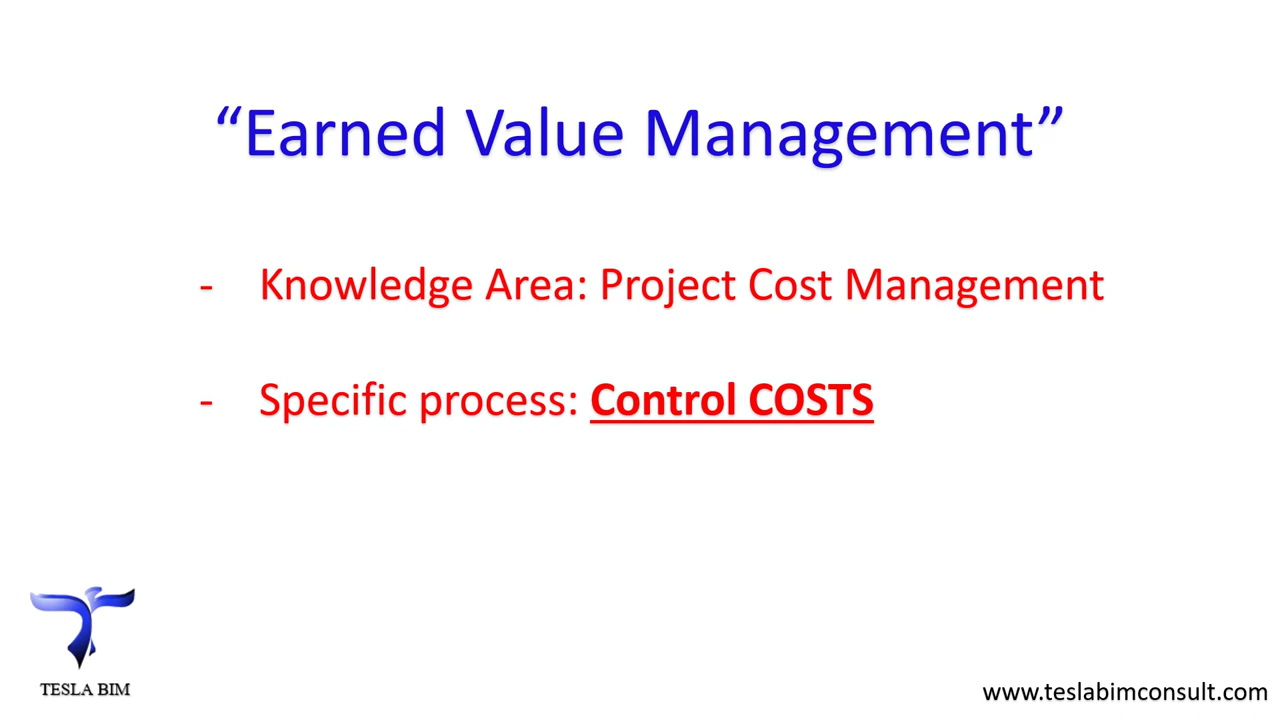 “Earned Value Management”
- Knowledge Area: Project Cost Management
- Specific process: Control COSTS
TESLA BIM
www.teslabimconsult.com